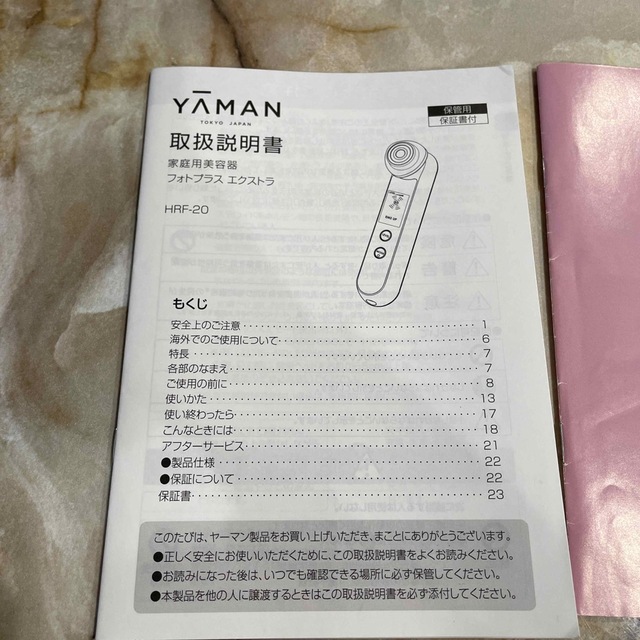 YAMAN
TOKYO JAPAN
保管用
保証書付
取扱説明書
家庭用美容器
フォトプラス エクストラ
HRF-20
もくじ
安全上のご注意 1
海外でのご使用について 6
特長 7
各部のなまえ 7
ご使用の前に 8
使いかた 13
使い終わったら 17
こんなときには 18
アフターサービス 21
●製品仕様 22
●保証について 22
保証書 23
このたびは、ヤーマン製品をお買い上げいただき、まことにありがとうございます。
●正しく安全にお使いいただくために、この取扱説明書をよくお読みください。
●お読みになった後は、いつでも確認できる場所に必ず保管してください。
●本製品を他の人に譲渡するときはこの取扱説明書を必ず添付してください。